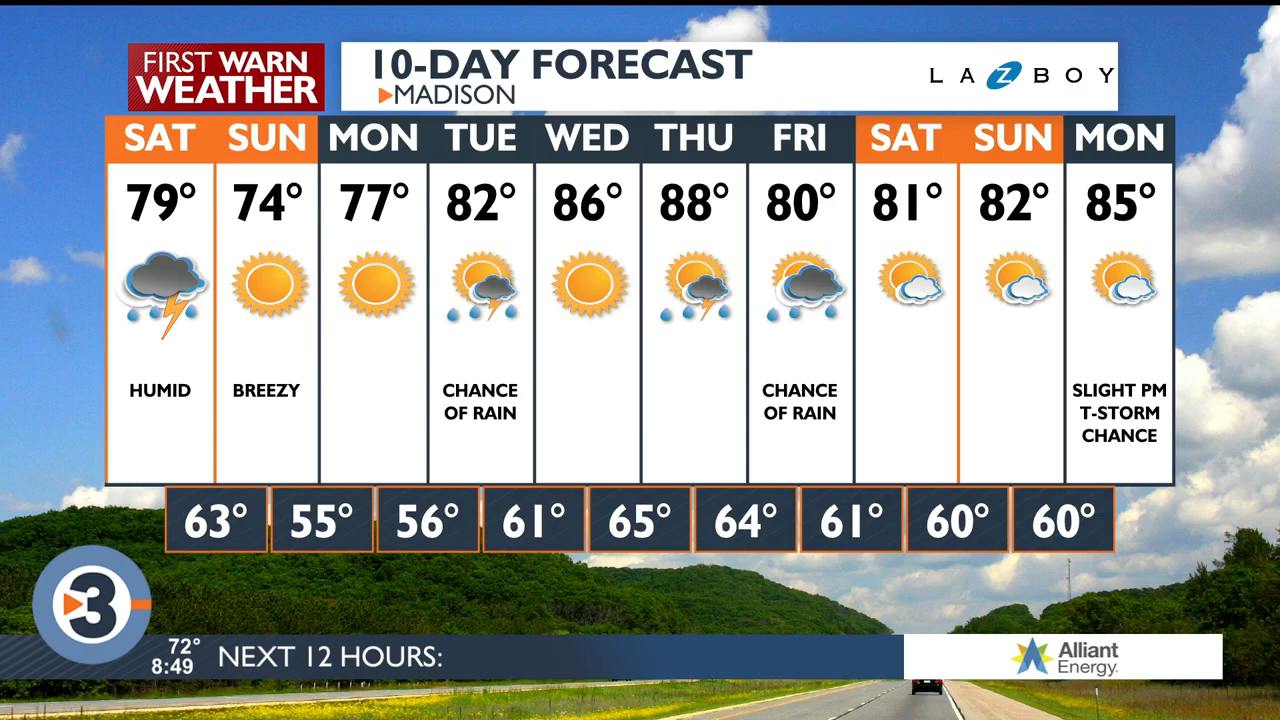 FIRST WARN
WEATHER
10-DAY FORECAST
MADISON
LA Z BOY
SAT SUN MON TUE WED THU FRI SAT SUN MON
79° 74° 77° 82° 86° 88° 80° 81° 82° 85°
HUMID BREEZY CHANCE CHANCE SLIGHT PM
OF RAIN OF RAIN T-STORM
CHANCE
63° 55° 56° 61° 65° 64° 61° 60° 60°
3
72°
8:49
NEXT 12 HOURS:
Alliant
Energy.